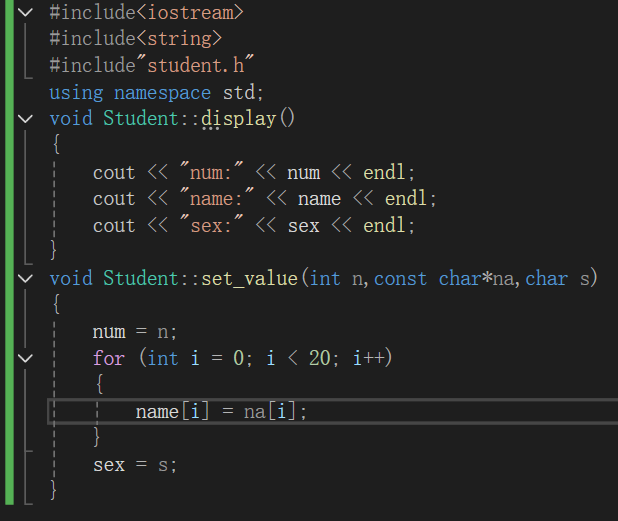 #include<iostream>
#include<string>
#include"student.h"
using namespace std;
void Student::display()
{
cout << "num:" << num << endl;
cout << "name:" << name << endl;
cout << "sex:" << sex << endl;
}
void Student::set_value(int n,const char*na,char s)
{
num = n;
for (int i = 0; i < 20; i++)
{
name[i] = na[i];
}
sex = s;
}